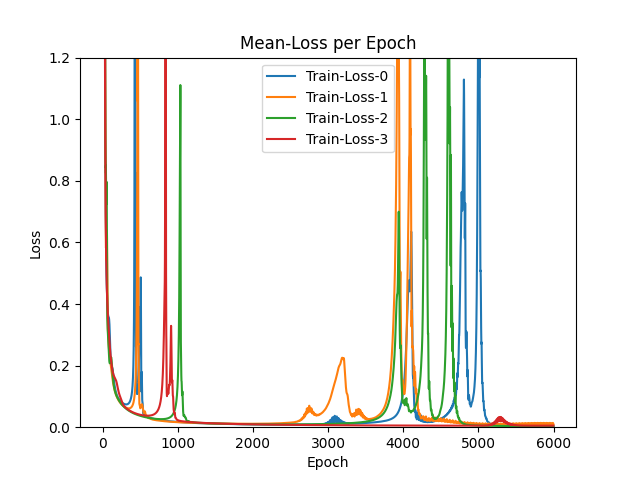 Mean-Loss per Epoch
Loss
1.2
1.0
0.8
0.6
0.4
0.2
0.0
Train-Loss-0
Train-Loss-1
Train-Loss-2
Train-Loss-3
0 1000 2000 3000 4000 5000 6000
Epoch